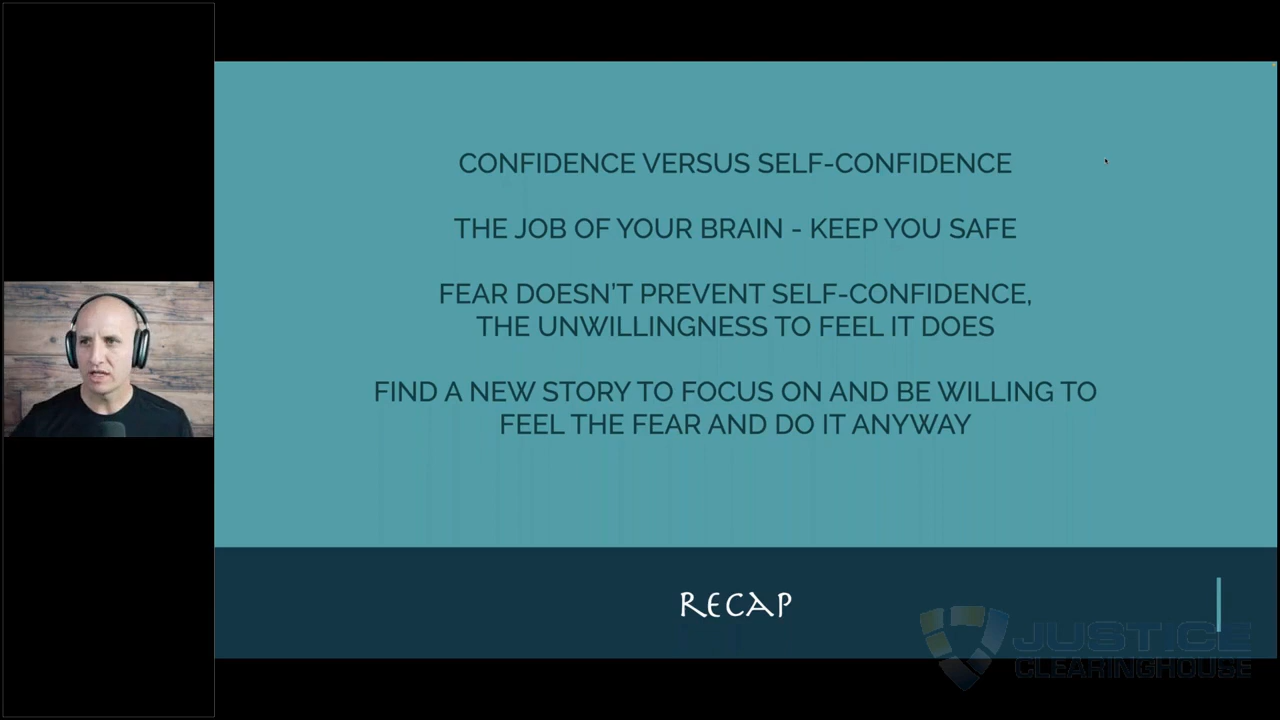 CONFIDENCE VERSUS SELF-CONFIDENCE
THE JOB OF YOUR BRAIN - KEEP YOU SAFE
FEAR DOESN'T PREVENT SELF-CONFIDENCE,
THE UNWILLINGNESS TO FEEL IT DOES
FIND A NEW STORY TO FOCUS ON AND BE WILLING TO
FEEL THE FEAR AND DO IT ANYWAY
RECAP
JUSTICE
CLEARINGHOUSE